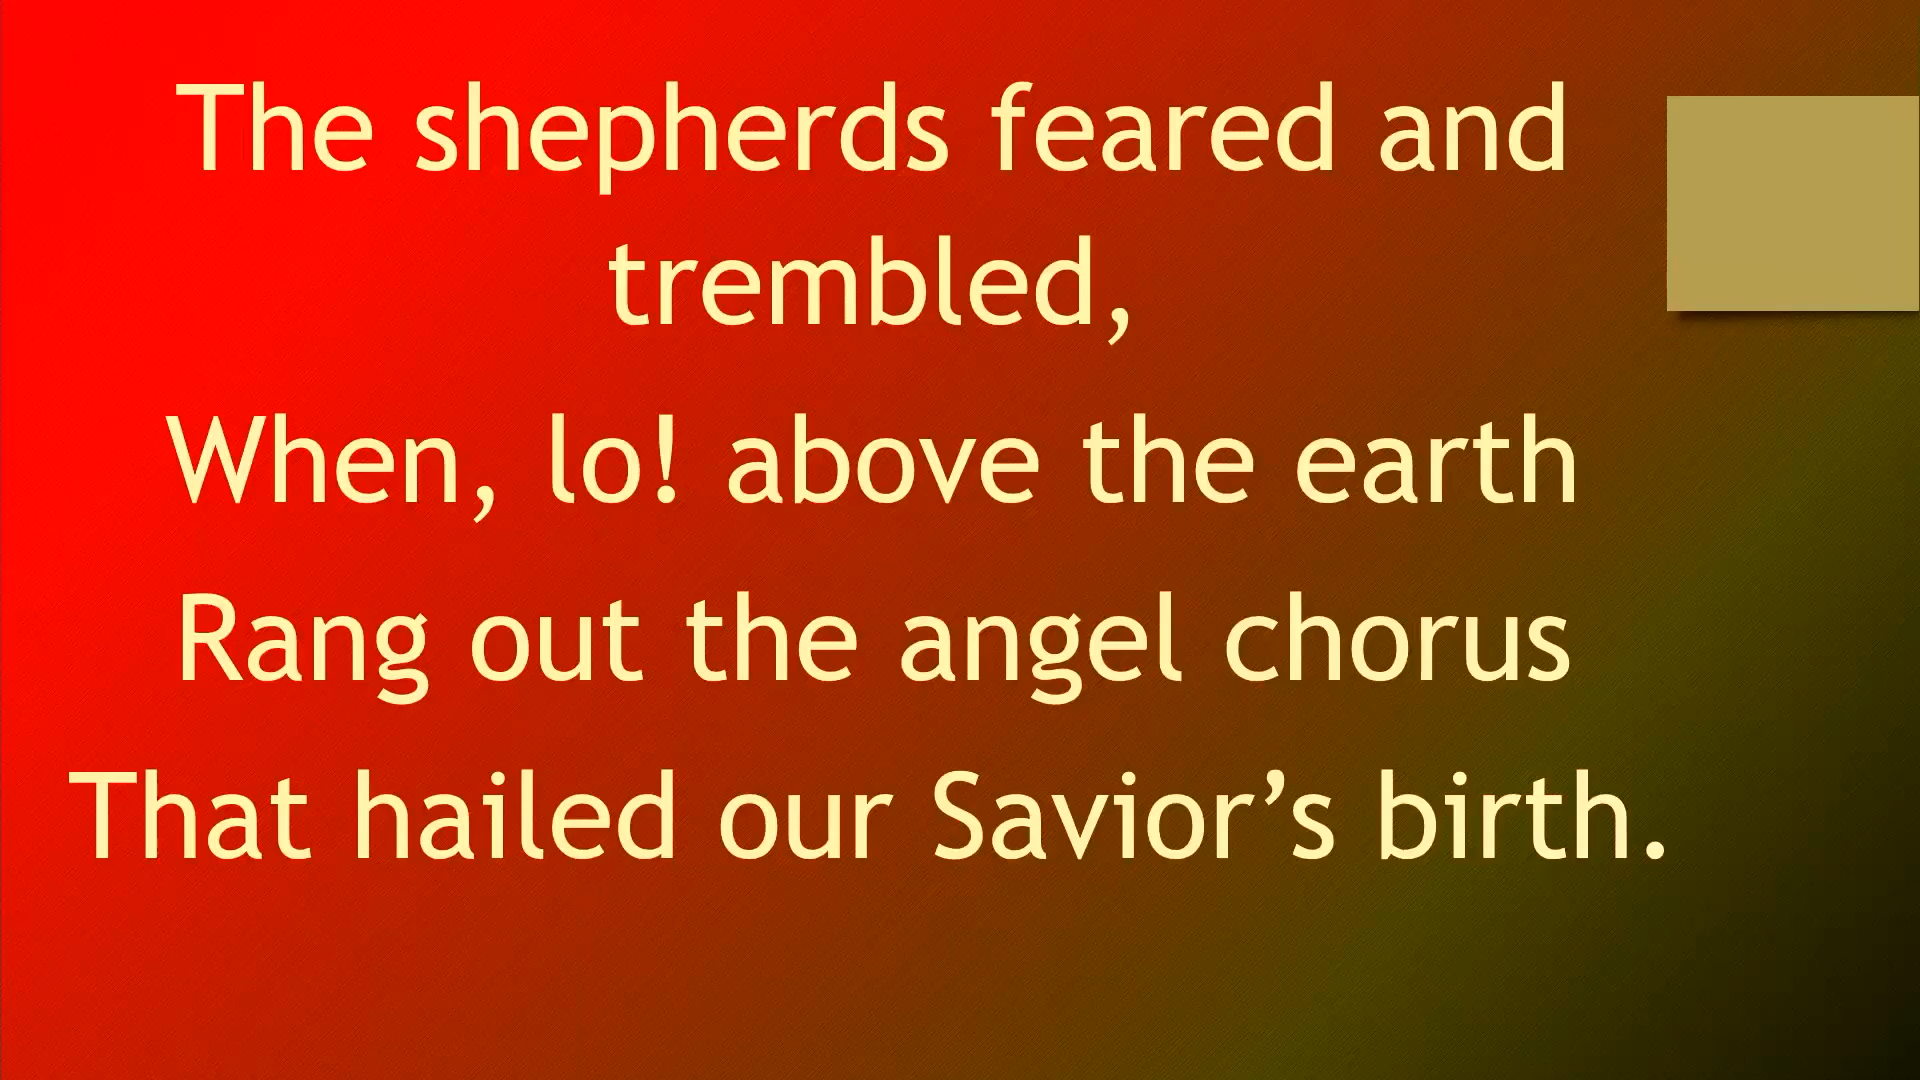 The shepherds feared and
trembled,
When, lo! above the earth
Rang out the angel chorus
That hailed our Savior’s birth.